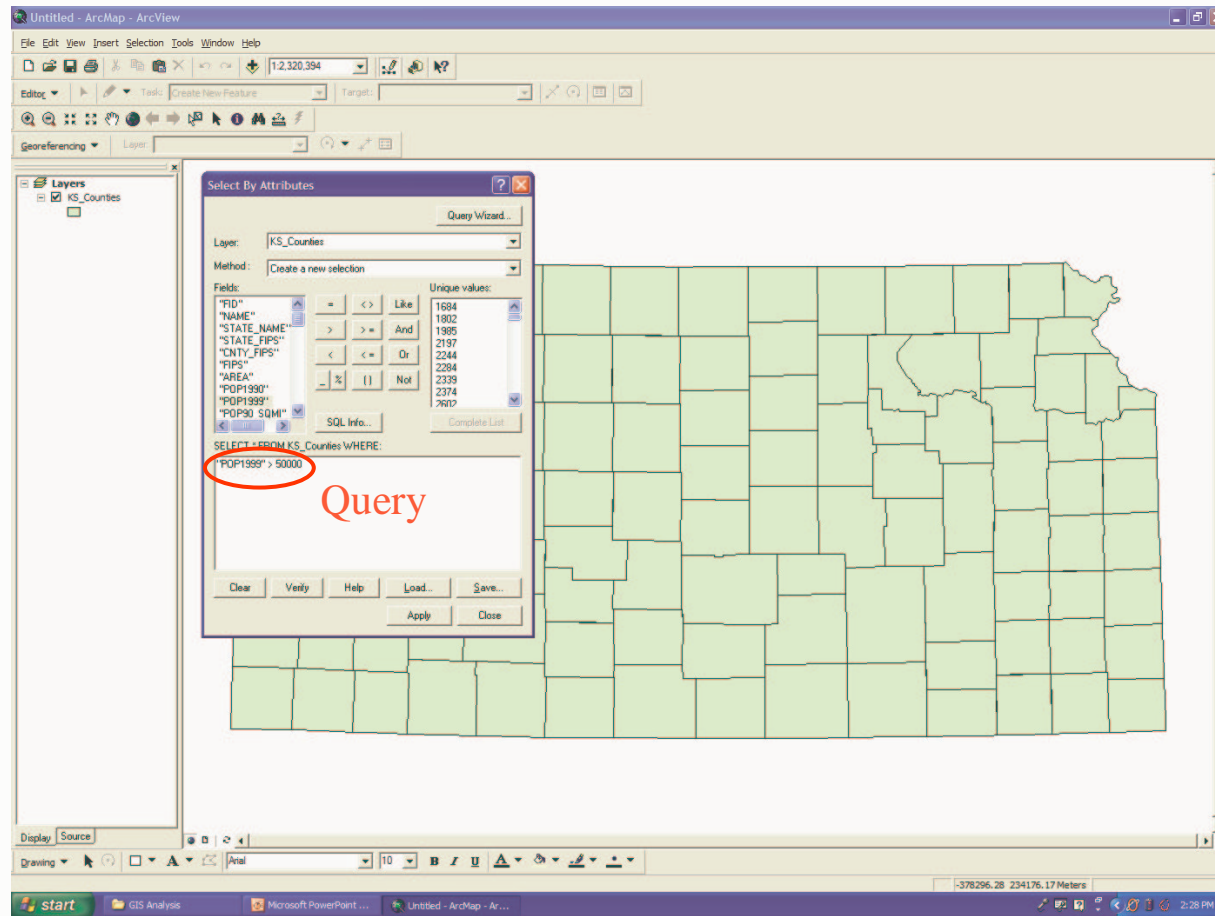 Untitled - ArcMap - ArcView
File Edit View Insert Selection Tools Window Help
1:2,320,394
Editor Task: Create New Feature Target:
Georeferencing Layer:
Layers
KS_Counties
Select By Attributes
Query Wizard...
Layer: KS_Counties
Method: Create a new selection
Fields: Unique values:
"FID"
"NAME"
"STATE_NAME"
"STATE_FIPS"
"CNTY_FIPS"
"FIPS"
"AREA"
"POP1990"
"POP1999"
"POP90_SQMI"
= <> Like
> >= And
< <= Or
_ % () Not
1684
1802
1985
2197
2244
2284
2339
2374
2602
SQL Info... Complete List
SELECT * FROM KS_Counties WHERE:
"POP1999" > 50000
Query
Clear Verify Help Load... Save...
Apply Close
Display Source
Drawing A Arial 10 B I U A
-378296.28 234176.17 Meters
start GIS Analysis Microsoft PowerPoint ... Untitled - ArcMap - Ar... 2:28 PM